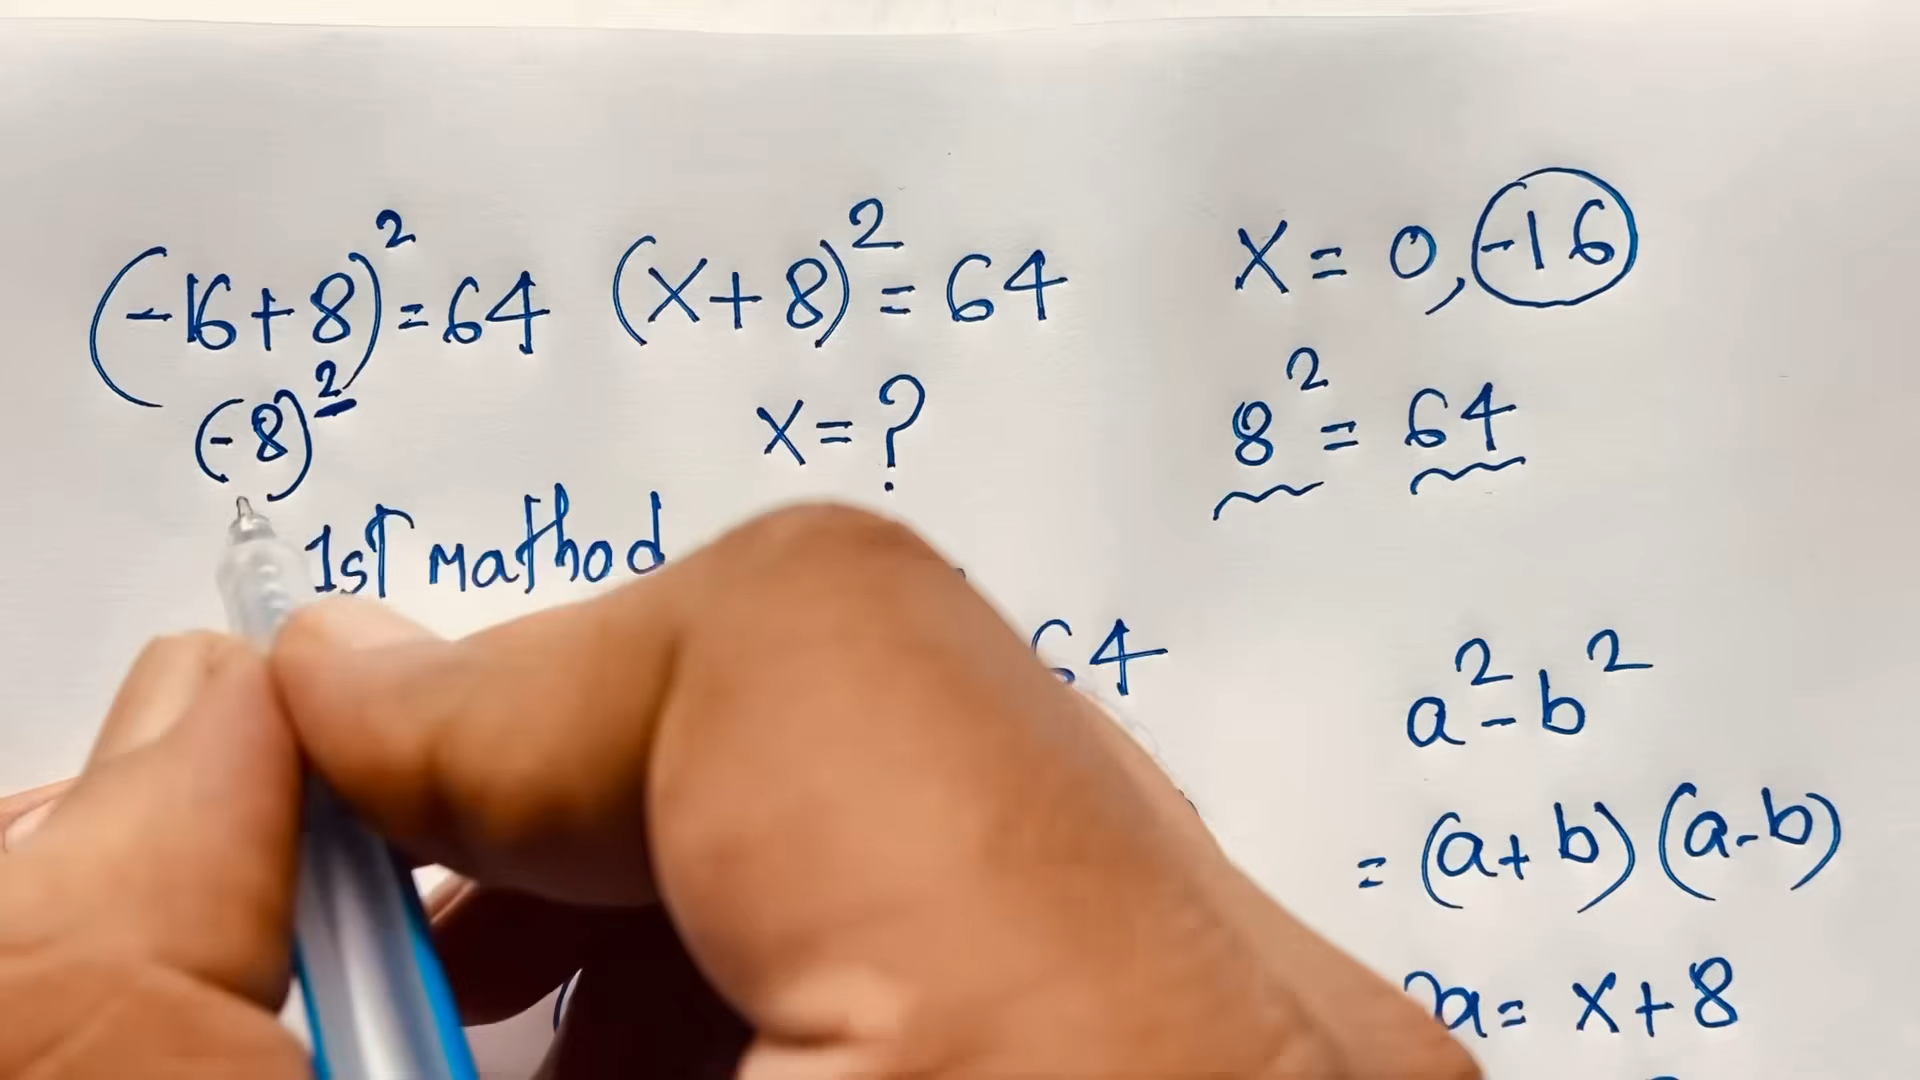 (-16+8)² = 64
(-8)²
(x+8)² = 64
x = ?
x = 0, -16
8² = 64
1st mathod
64
a² - b²
= (a+b) (a-b)
a = x+8